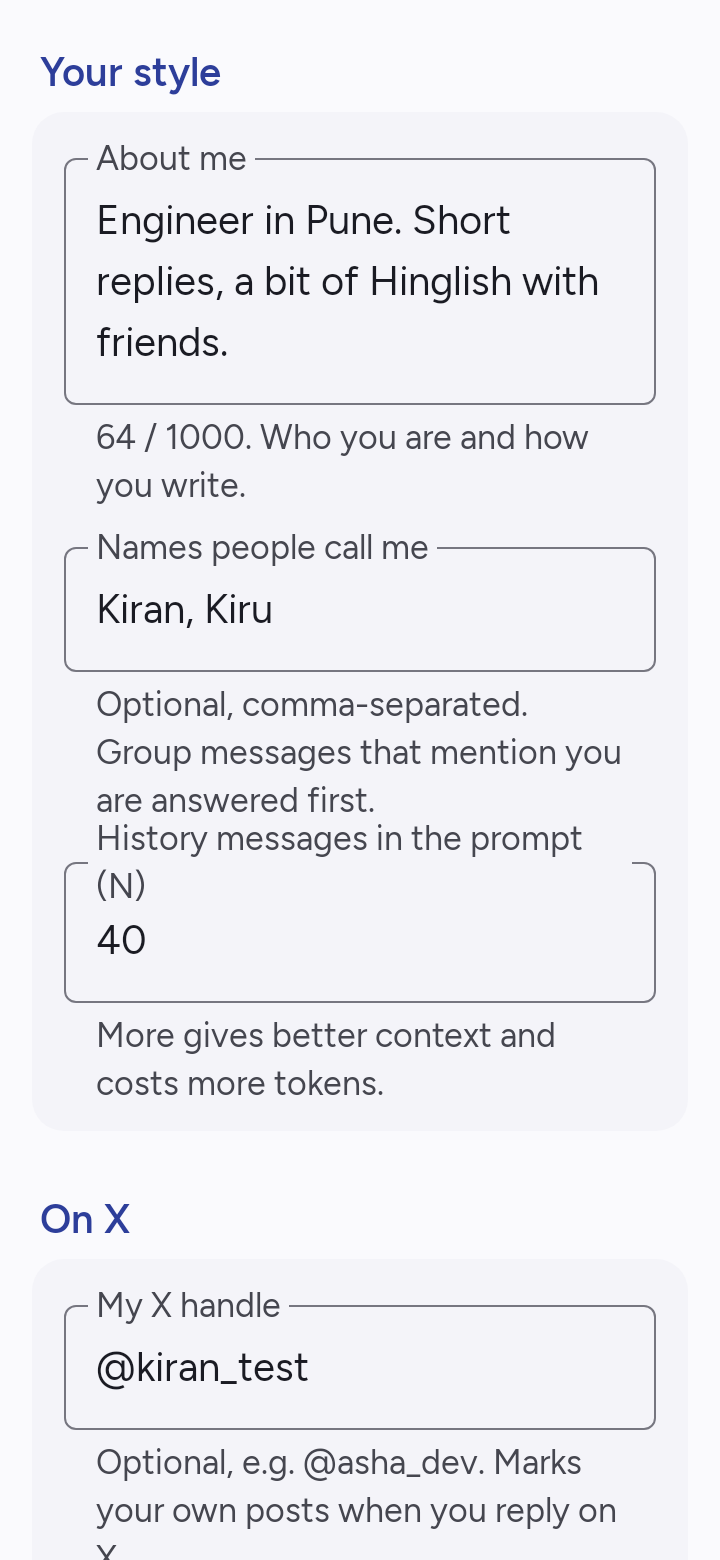 Your style
About me
Engineer in Pune. Short
replies, a bit of Hinglish with
friends.
64 / 1000. Who you are and how
you write.
Names people call me
Kiran, Kiru
Optional, comma-separated.
Group messages that mention you
are answered first.
History messages in the prompt
(N)
40
More gives better context and
costs more tokens.
On X
My X handle
@kiran_test
Optional, e.g. @asha_dev. Marks
your own posts when you reply on
X